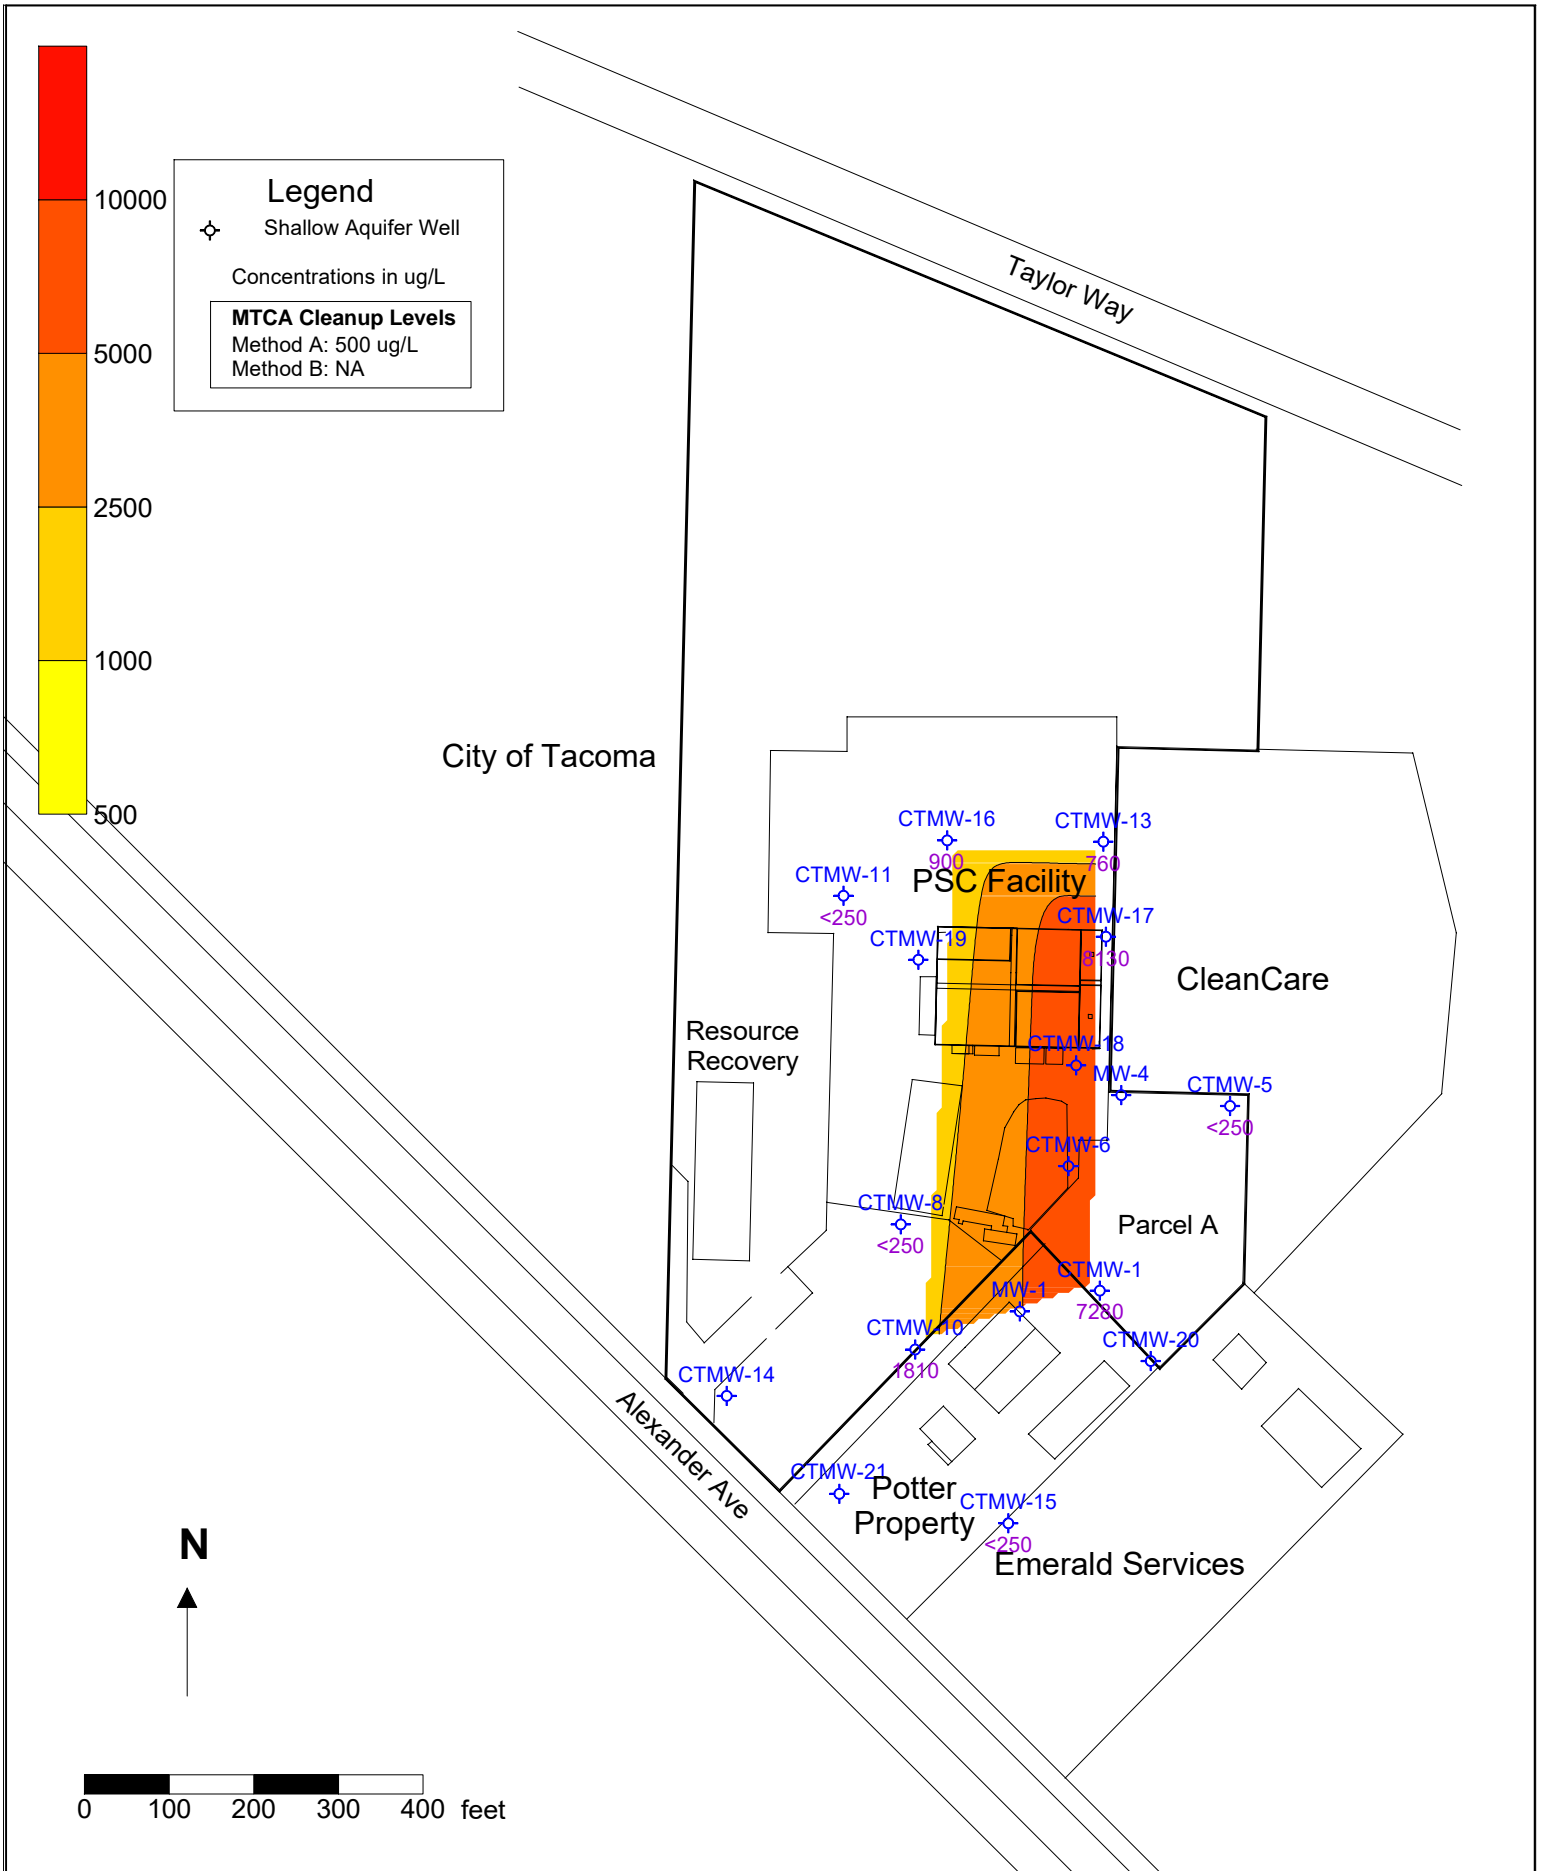 10000
5000
2500
1000
500
Legend
Shallow Aquifer Well
Concentrations in ug/L
MTCA Cleanup Levels
Method A: 500 ug/L
Method B: NA
Taylor Way
City of Tacoma
CTMW-16
900
CTMW-13
760
PSC Facility
CTMW-11
<250
CTMW-17
8130
CTMW-19
CleanCare
Resource
Recovery
CTMW-18
MW-4
CTMW-5
<250
CTMW-6
CTMW-8
<250
Parcel A
CTMW-1
7280
MW-1
CTMW-10
1810
CTMW-20
CTMW-14
Alexander Ave
CTMW-21
Potter
Property
CTMW-15
<250
Emerald Services
N
0 100 200 300 400 feet